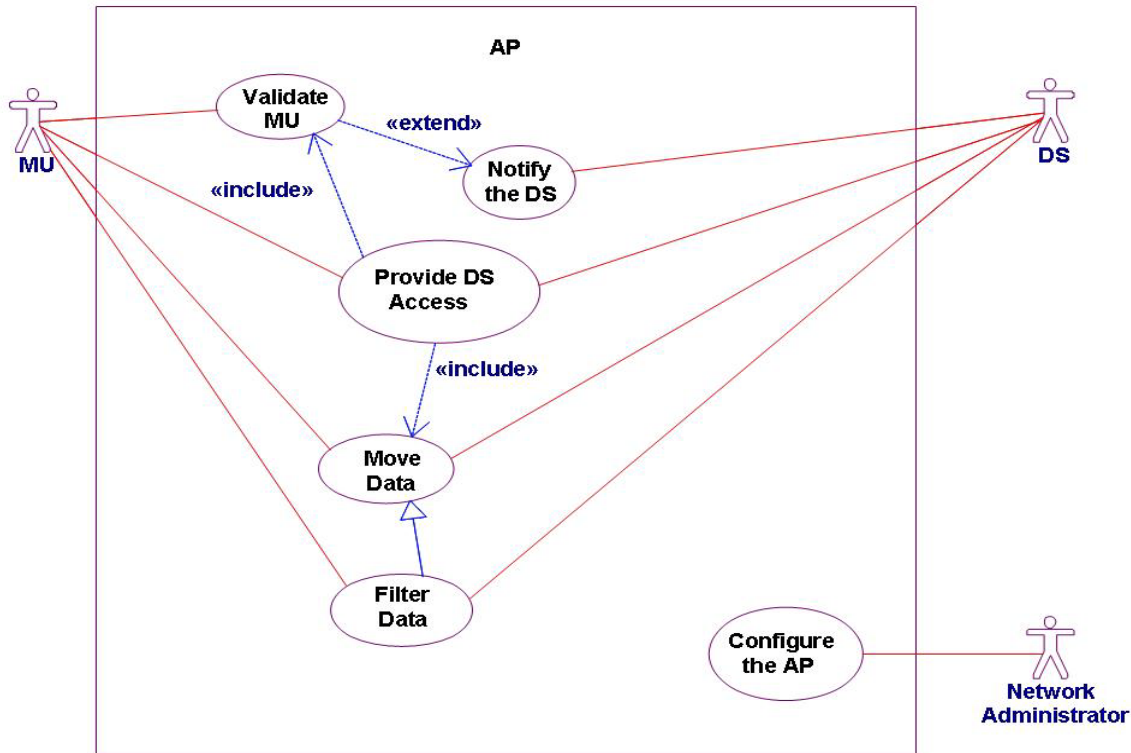 AP
Validate
MU
«extend»
MU
DS
Notify
the DS
«include»
Provide DS
Access
«include»
Move
Data
Filter
Data
Configure
the AP
Network
Administrator